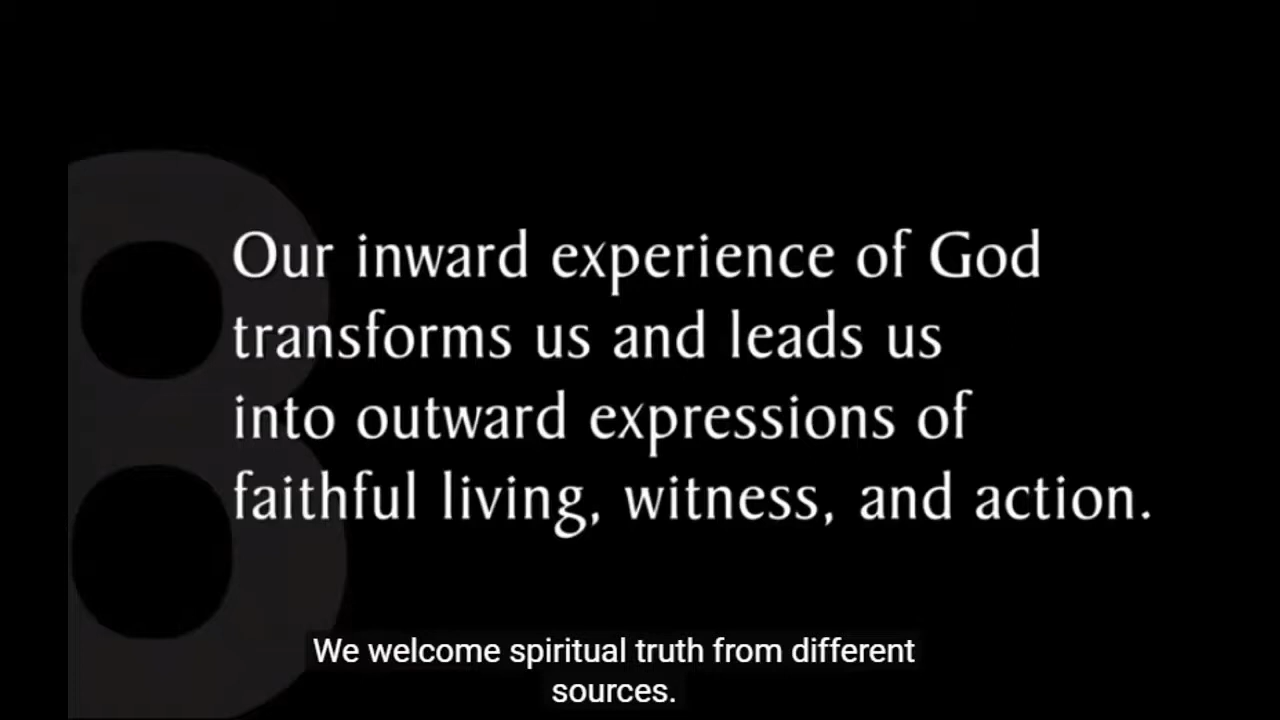 Our inward experience of God
transforms us and leads us
into outward expressions of
faithful living, witness, and action.
We welcome spiritual truth from different
sources.